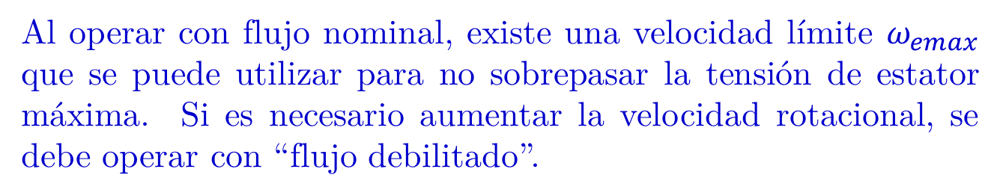 Al operar con flujo nominal, existe una velocidad límite ω_{emax}
que se puede utilizar para no sobrepasar la tensión de estator
máxima. Si es necesario aumentar la velocidad rotacional, se
debe operar con “flujo debilitado”.